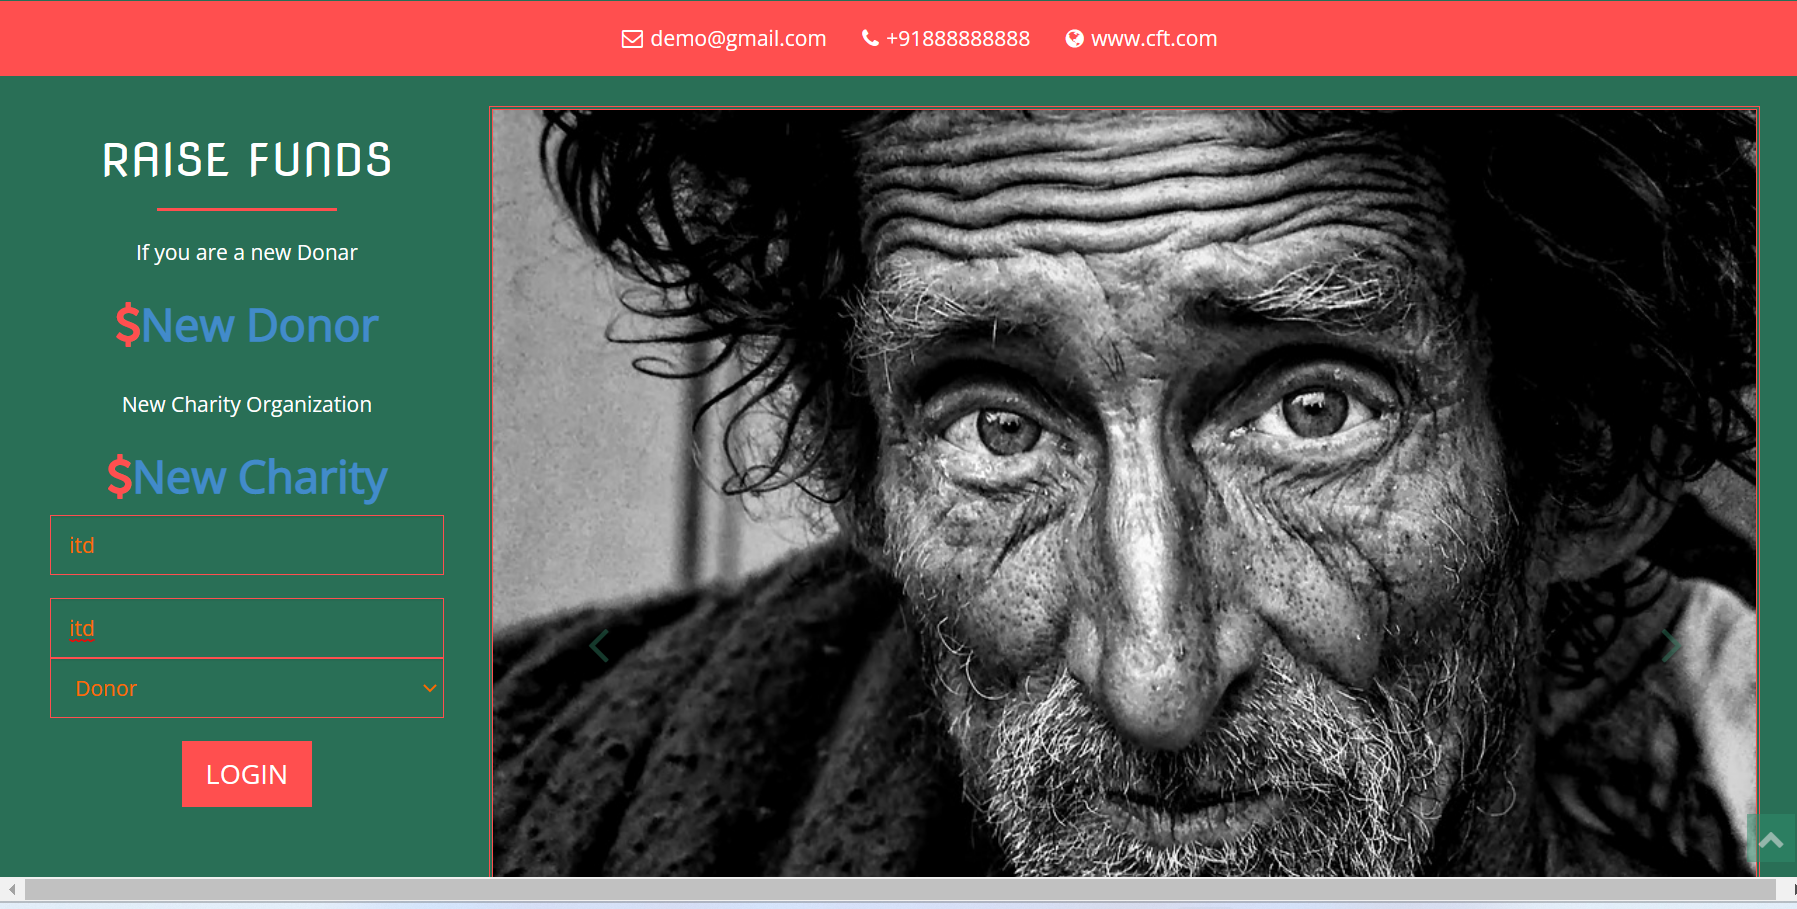 demo@gmail.com +91888888888 www.cft.com
RAISE FUNDS
If you are a new Donar
$New Donor
New Charity Organization
$New Charity
itd
itd
Donor
LOGIN